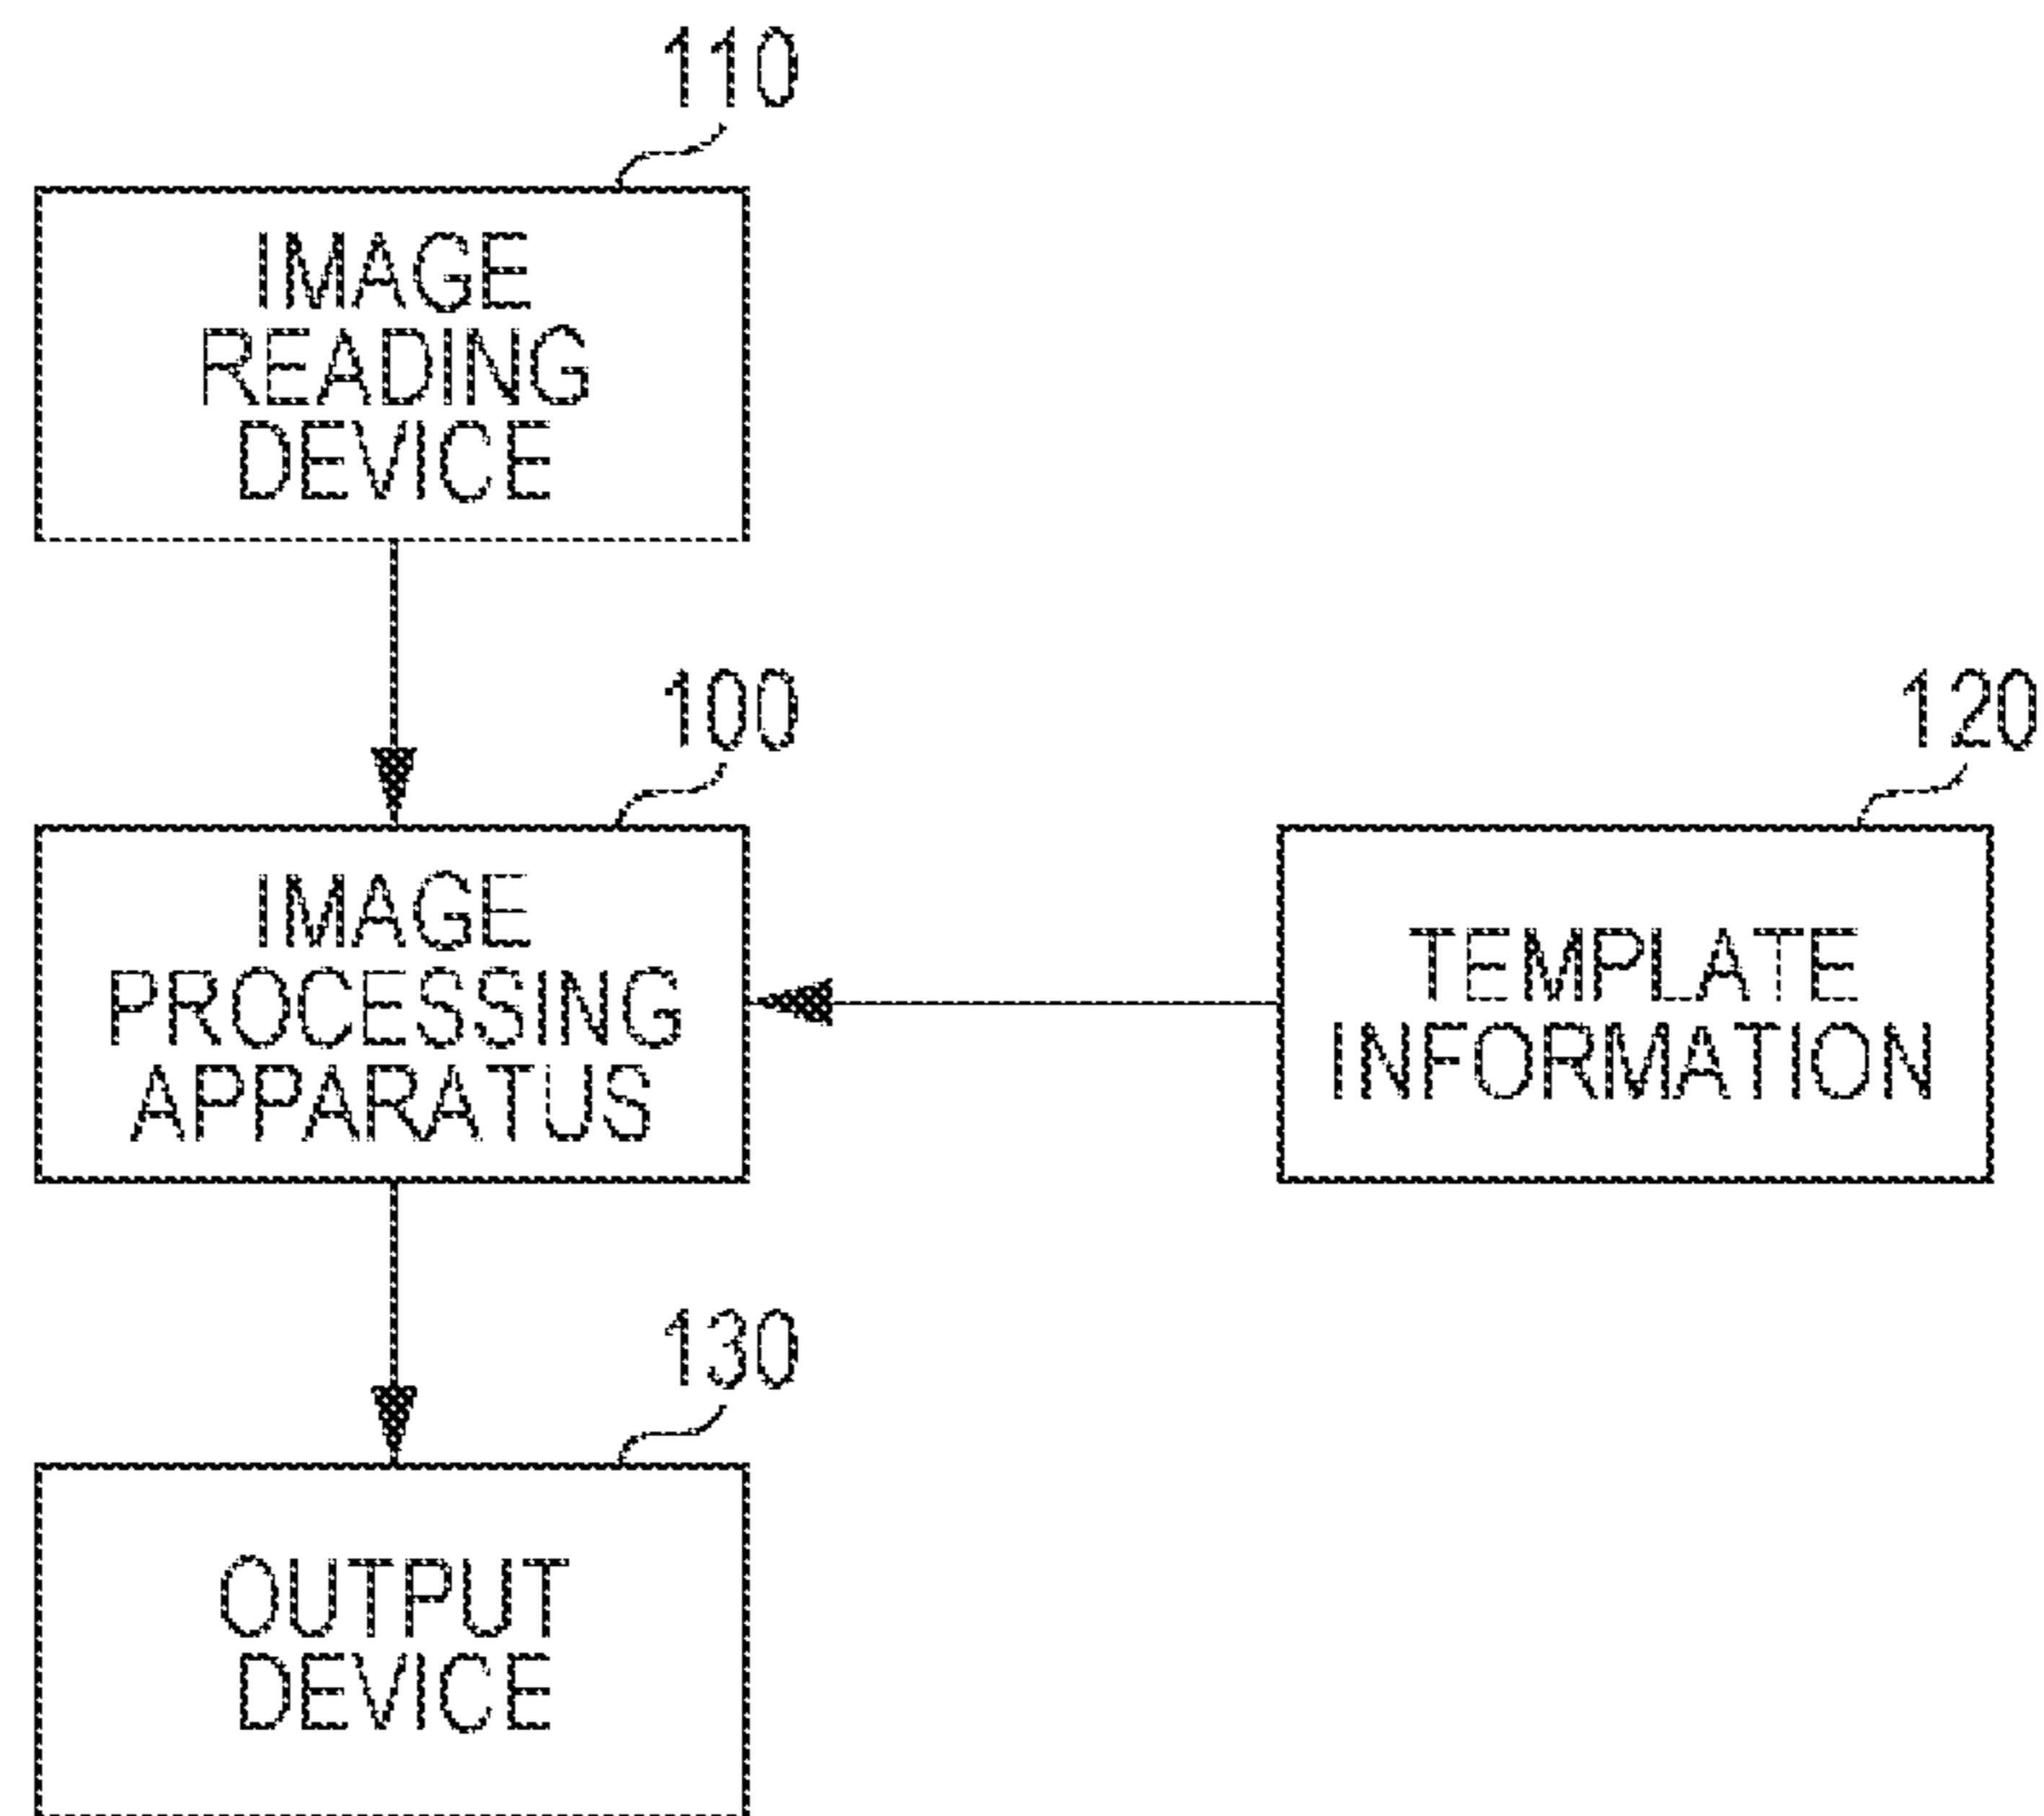 110
IMAGE
READING
DEVICE
100
IMAGE
PROCESSING
APPARATUS
120
TEMPLATE
INFORMATION
130
OUTPUT
DEVICE